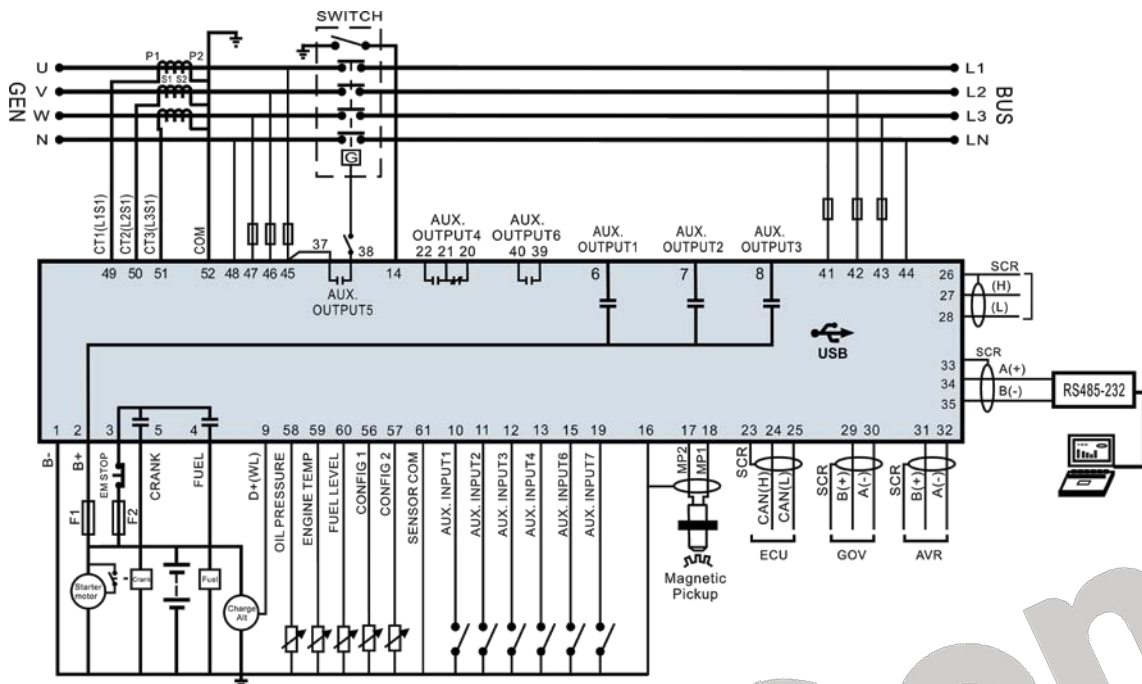 SWITCH
P1 P2
S1 S2
GEN
U
V
W
N
L1
L2
L3
LN
BUS
G
CT1(L1S1)
CT2(L2S1)
CT3(L3S1)
COM
37
38
AUX.
OUTPUT4
22 21 20
AUX.
OUTPUT6
40 39
AUX.
OUTPUT1
6
AUX.
OUTPUT2
7
AUX.
OUTPUT3
8
49 50 51 52 48 47 46 45
14
41 42 43 44
AUX.
OUTPUT5
26
27
28
SCR
(H)
(L)
USB
33
34
35
SCR
A(+)
B(-)
RS485-232
1 2 3 5 4 9 58 59 60 56 57 61 10 11 12 13 15 19 16 17 18 23 24 25 29 30 31 32
B-
B+
EM STOP
CRANK
FUEL
D+(WL)
OIL PRESSURE
ENGINE TEMP
FUEL LEVEL
CONFIG 1
CONFIG 2
SENSOR COM
AUX. INPUT1
AUX. INPUT2
AUX. INPUT3
AUX. INPUT4
AUX. INPUT6
AUX. INPUT7
MP2
MP1
SCR
CAN(H)
CAN(L)
SCR
B(+)
A(-)
SCR
B(+)
A(-)
F1
F2
ECU
GOV
AVR
Magnetic
Pickup
Starter
motor
Crank
Fuel
Charge
Alt